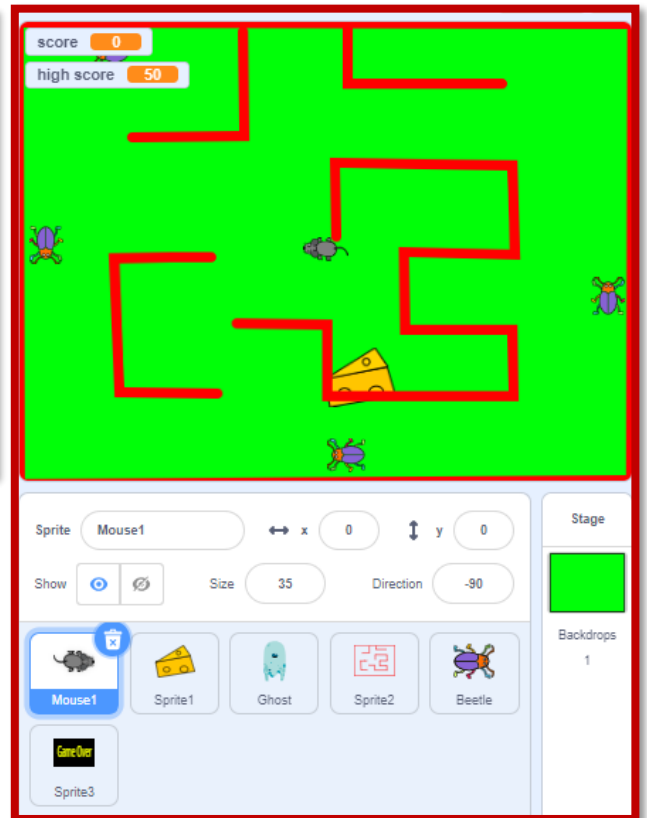 score 0
high score 50
Sprite Mouse1 x 0 y 0
Show Size 35 Direction -90
Stage
Backdrops
1
Mouse1 Sprite1 Ghost Sprite2 Beetle
Game Over
Sprite3